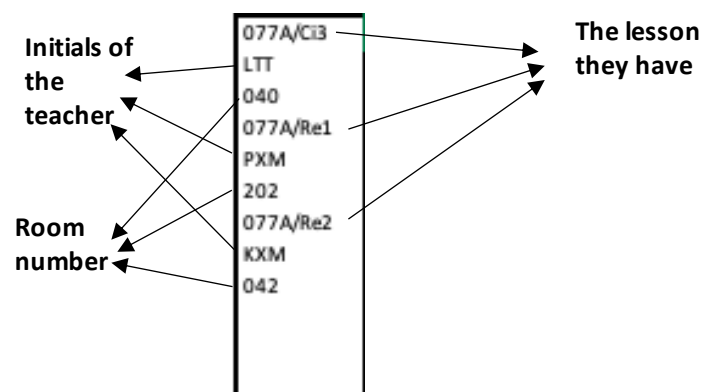 Initials of
the
teacher
Room
number
077A/Ci3
LTT
040
077A/Re1
PXM
202
077A/Re2
KXM
042
The lesson
they have